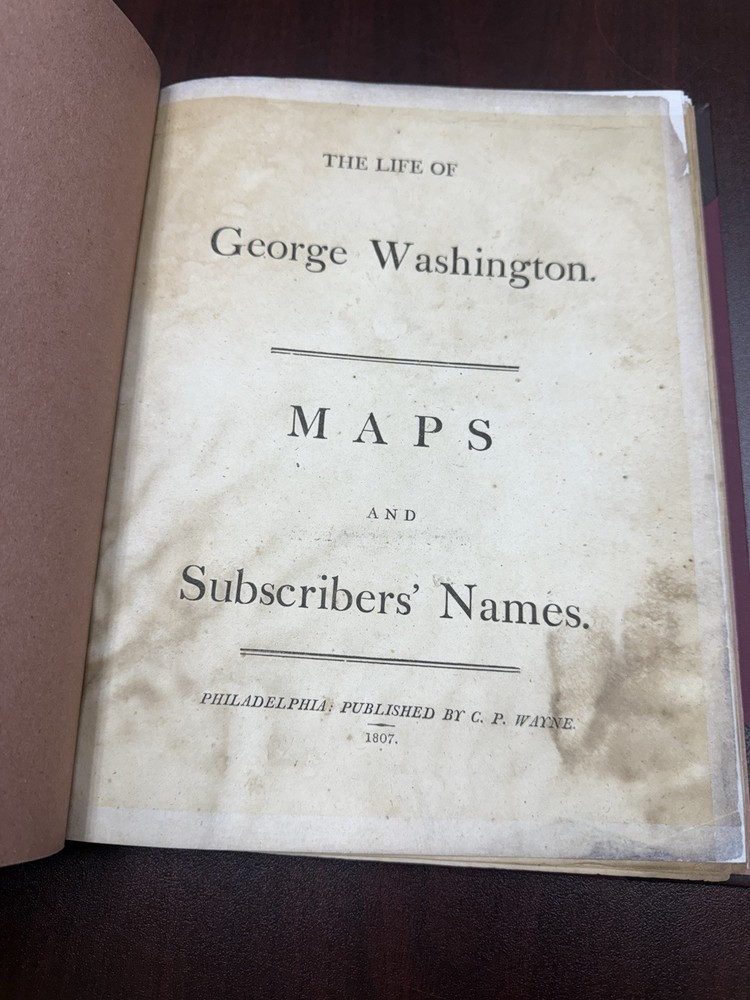 THE LIFE OF
George Washington.
MAPS
AND
Subscribers' Names.
PHILADELPHIA: PUBLISHED BY C. P. WAYNE.
1807.